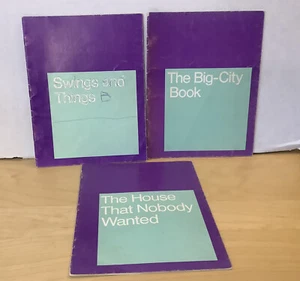 Swings and
Things B
The Big-City
Book
The House
That Nobody
Wanted